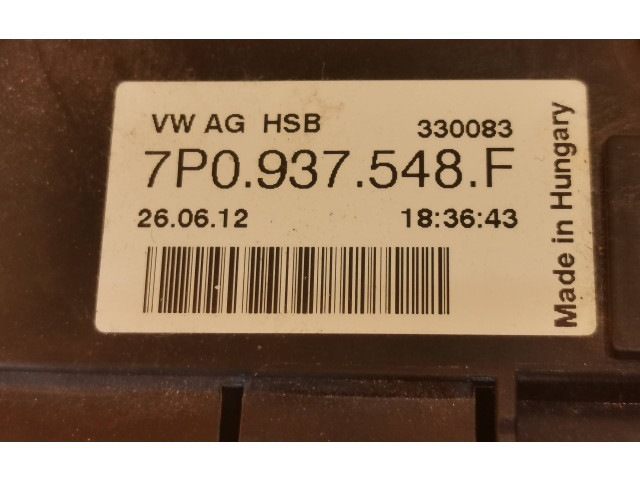 VW AG HSB 330083
7P0.937.548.F
26.06.12 18:36:43
Made in Hungary